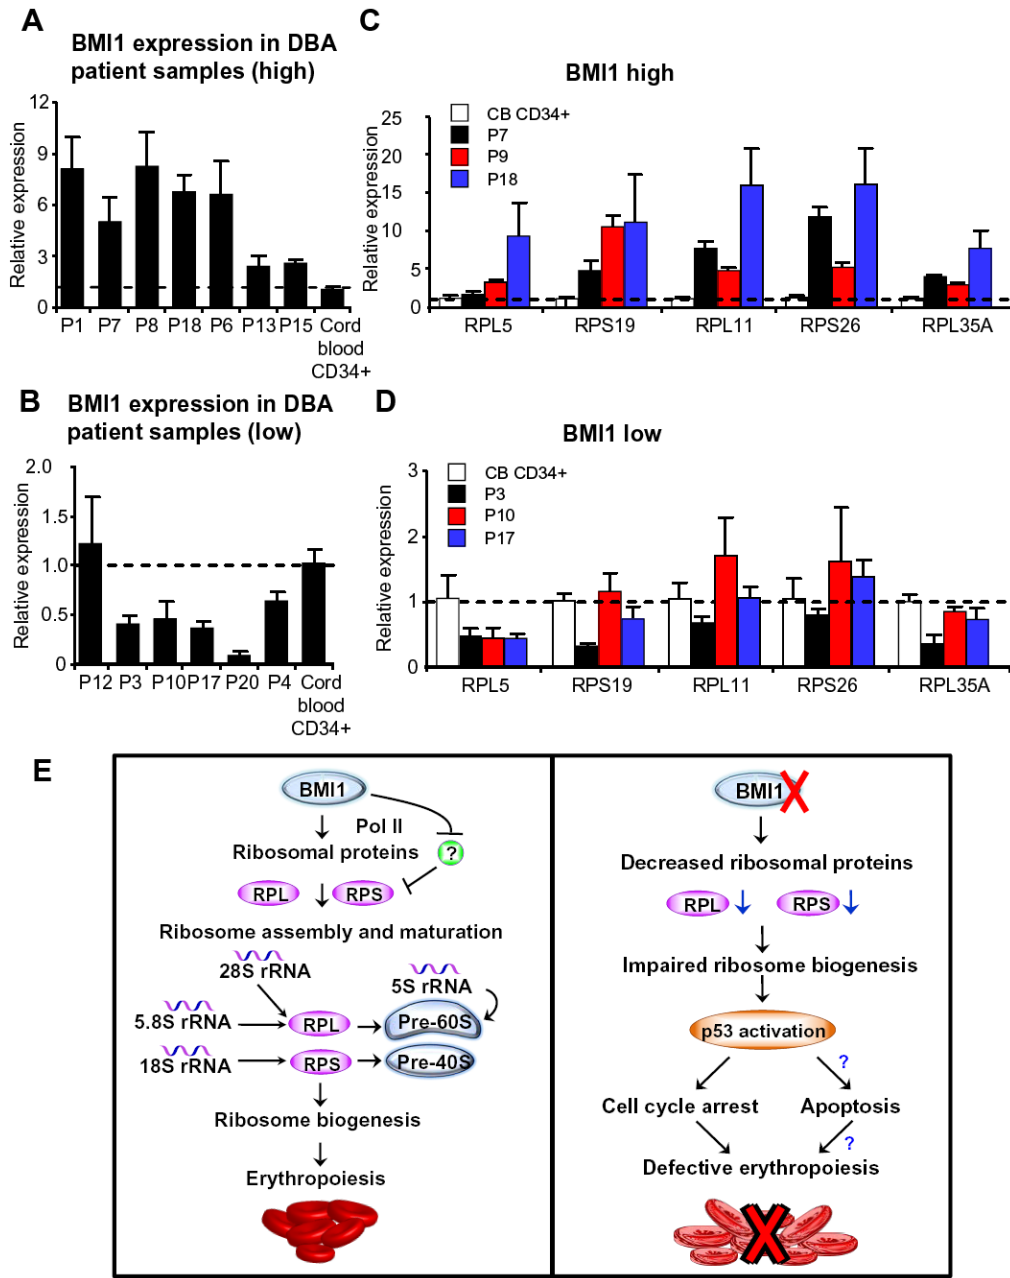 A
BMI1 expression in DBA
patient samples (high)
Relative expression
12
9
6
3
0
P1 P7 P8 P18 P6 P13 P15 Cord
blood
CD34+
C
BMI1 high
CB CD34+
P7
P9
P18
Relative expression
25
20
15
10
5
0
RPL5 RPS19 RPL11 RPS26 RPL35A
B
BMI1 expression in DBA
patient samples (low)
Relative expression
2.0
1.5
1.0
0.5
0
P12 P3 P10 P17 P20 P4 Cord
blood
CD34+
D
BMI1 low
CB CD34+
P3
P10
P17
Relative expression
3
2
1
0
RPL5 RPS19 RPL11 RPS26 RPL35A
E
BMI1
Pol II
Ribosomal proteins
?
RPL RPS
Ribosome assembly and maturation
28S rRNA
5S rRNA
5.8S rRNA
RPL
Pre-60S
18S rRNA
RPS
Pre-40S
Ribosome biogenesis
Erythropoiesis
BMI1
Decreased ribosomal proteins
RPL RPS
Impaired ribosome biogenesis
p53 activation
?
Cell cycle arrest Apoptosis
?
Defective erythropoiesis